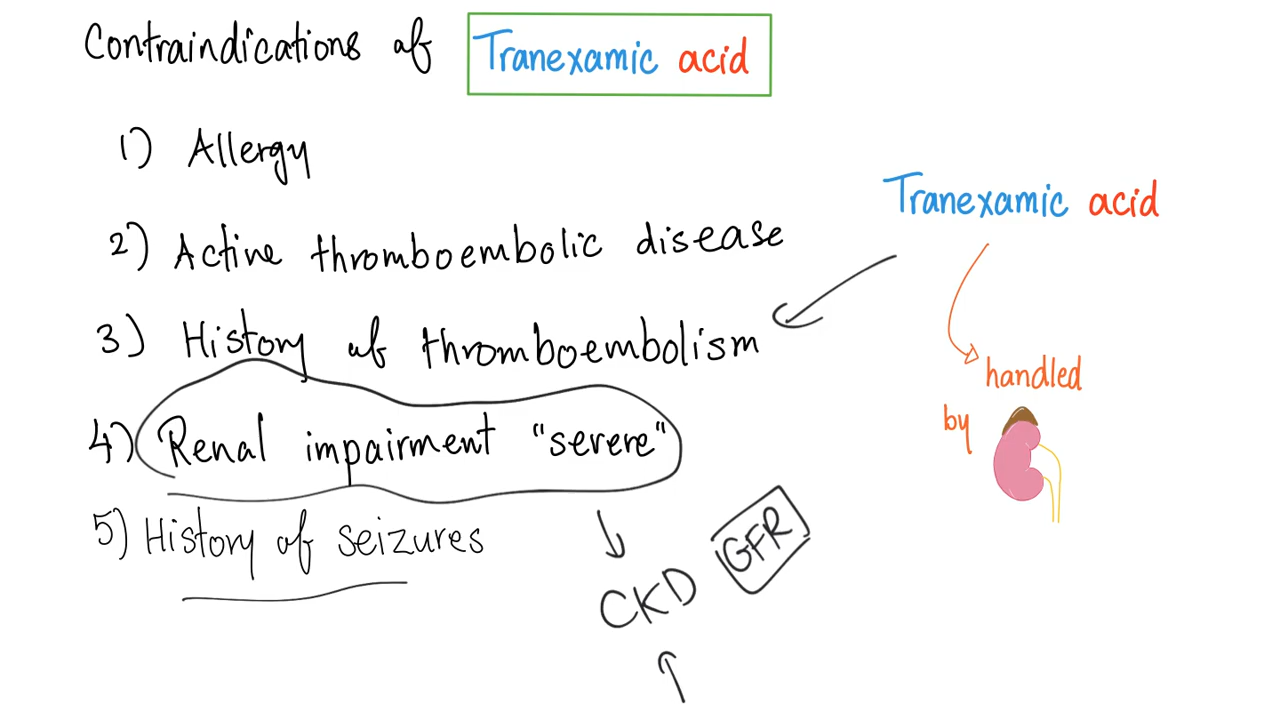 Contraindications of Tranexamic acid
1) Allergy
2) Active thromboembolic disease
3) History of thromboembolism
4) Renal impairment "severe"
5) History of seizures
CKD GFR
Tranexamic acid
handled
by